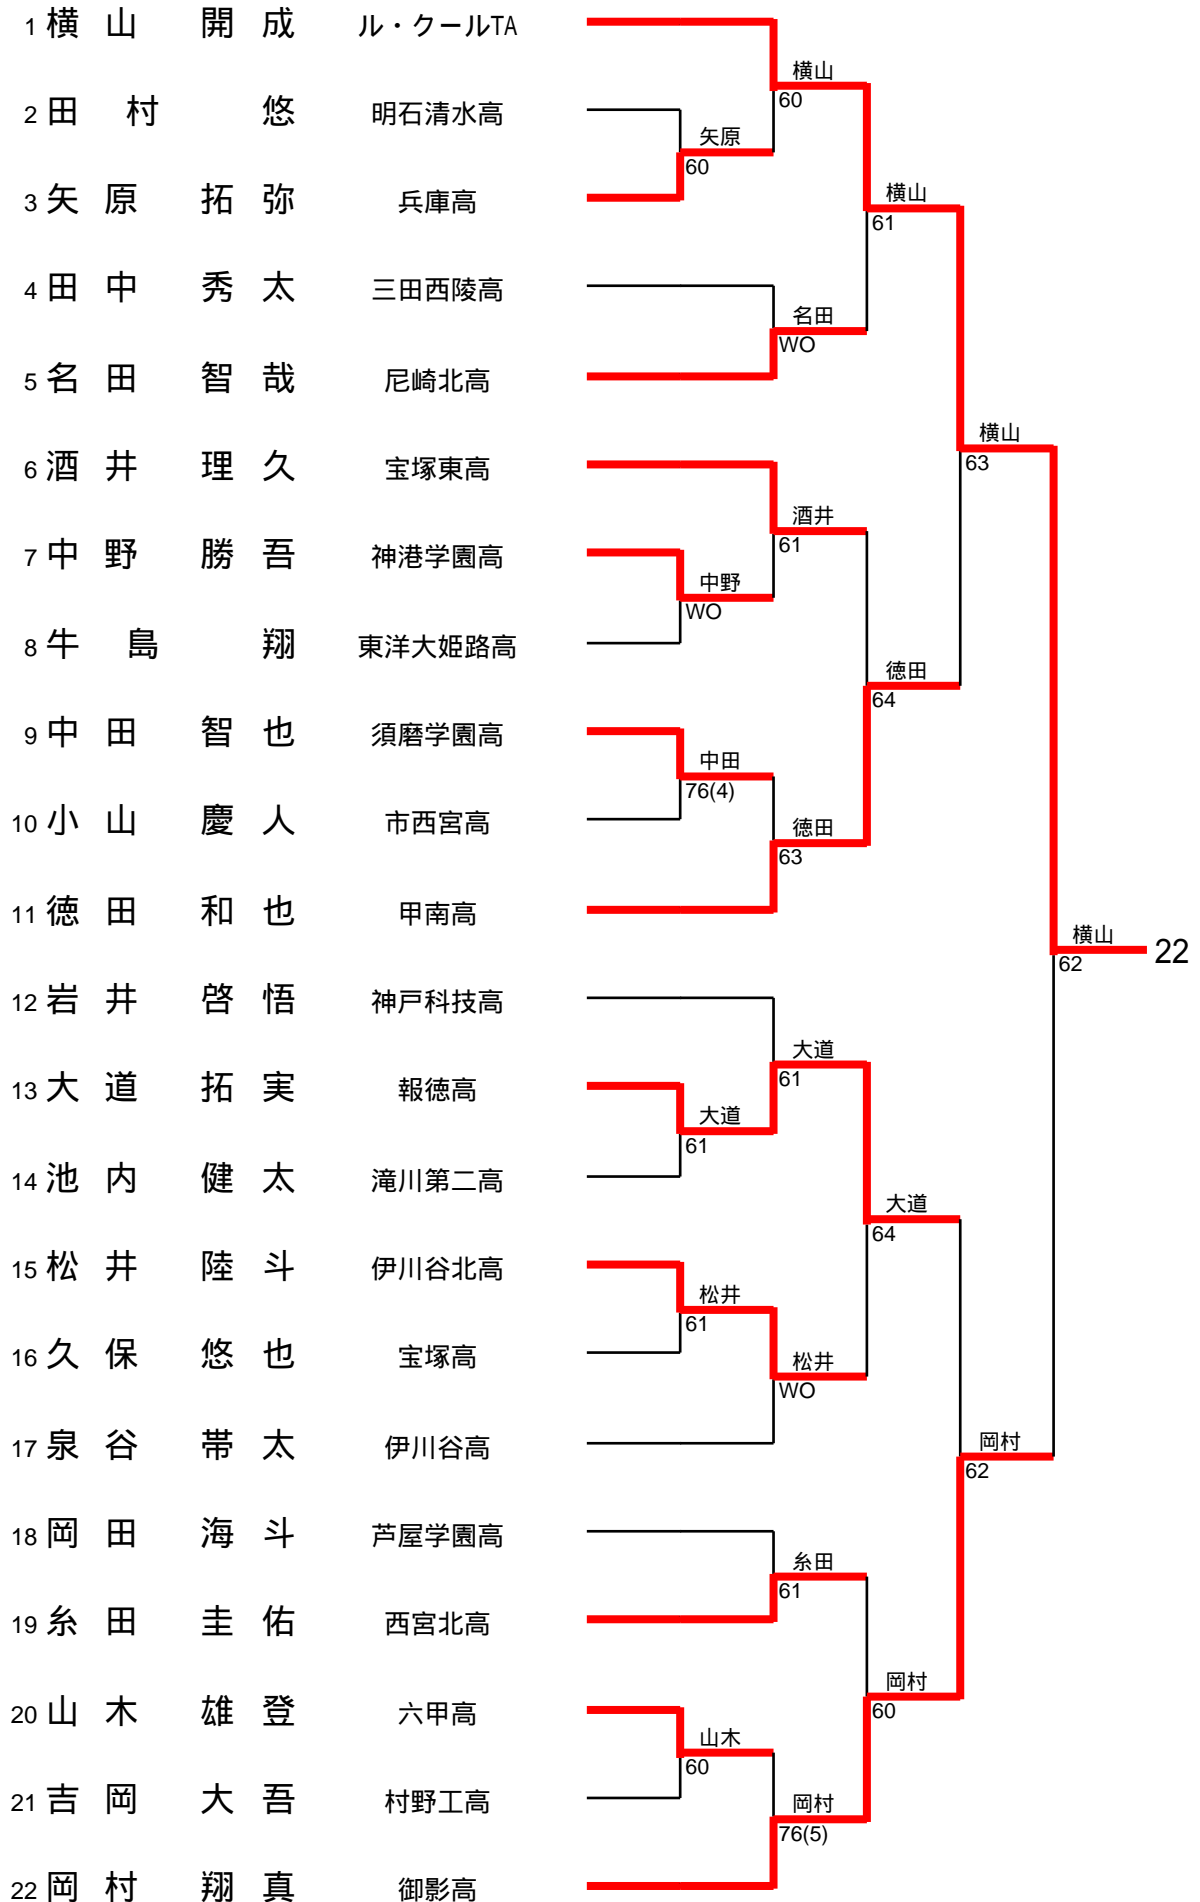 1 横山 開成 ル・クールTA
2 田村 悠 明石清水高
3 矢原 拓弥 兵庫高
4 田中 秀太 三田西陵高
5 名田 智哉 尼崎北高
6 酒井 理久 宝塚東高
7 中野 勝吾 神港学園高
8 牛島 翔 東洋大姫路高
9 中田 智也 須磨学園高
10 小山 慶人 市西宮高
11 徳田 和也 甲南高
12 岩井 啓悟 神戸科技高
13 大道 拓実 報徳高
14 池内 健太 滝川第二高
15 松井 陸斗 伊川谷北高
16 久保 悠也 宝塚高
17 泉谷 帯太 伊川谷高
18 岡田 海斗 芦屋学園高
19 糸田 圭佑 西宮北高
20 山木 雄登 六甲高
21 吉岡 大吾 村野工高
22 岡村 翔真 御影高
矢原
60
中野
WO
中田
76(4)
大道
61
松井
61
山木
60
横山
60
名田
WO
酒井
61
徳田
63
大道
61
松井
WO
糸田
61
岡村
76(5)
横山
61
徳田
64
大道
64
岡村
60
横山
63
岡村
62
横山
62
22